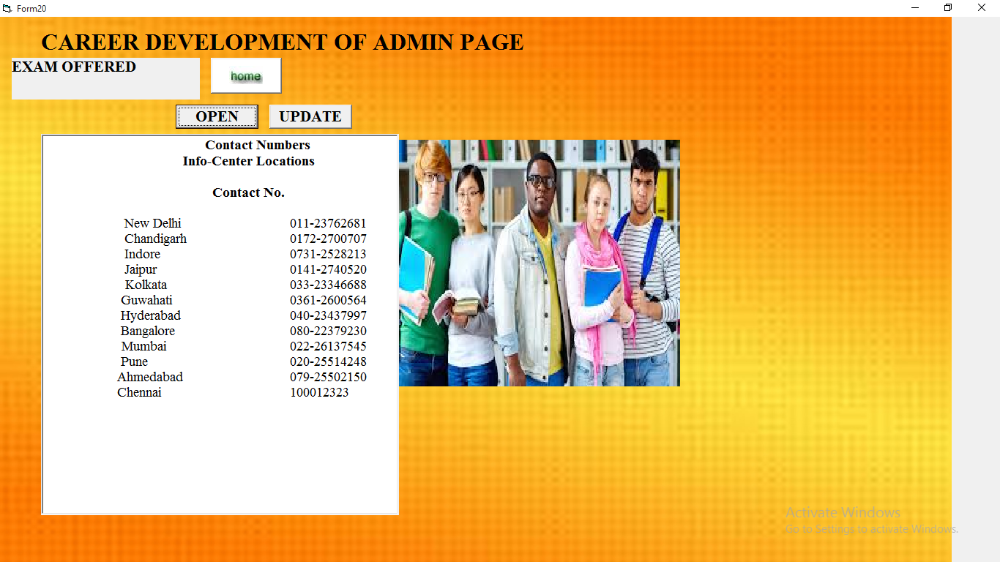 Form20
CAREER DEVELOPMENT OF ADMIN PAGE
EXAM OFFERED
home
OPEN UPDATE
Contact Numbers
Info-Center Locations
Contact No.
New Delhi 011-23762681
Chandigarh 0172-2700707
Indore 0731-2528213
Jaipur 0141-2740520
Kolkata 033-23346688
Guwahati 0361-2600564
Hyderabad 040-23437997
Bangalore 080-22379230
Mumbai 022-26137545
Pune 020-25514248
Ahmedabad 079-25502150
Chennai 100012323
Activate Windows
Go to Settings to activate Windows.